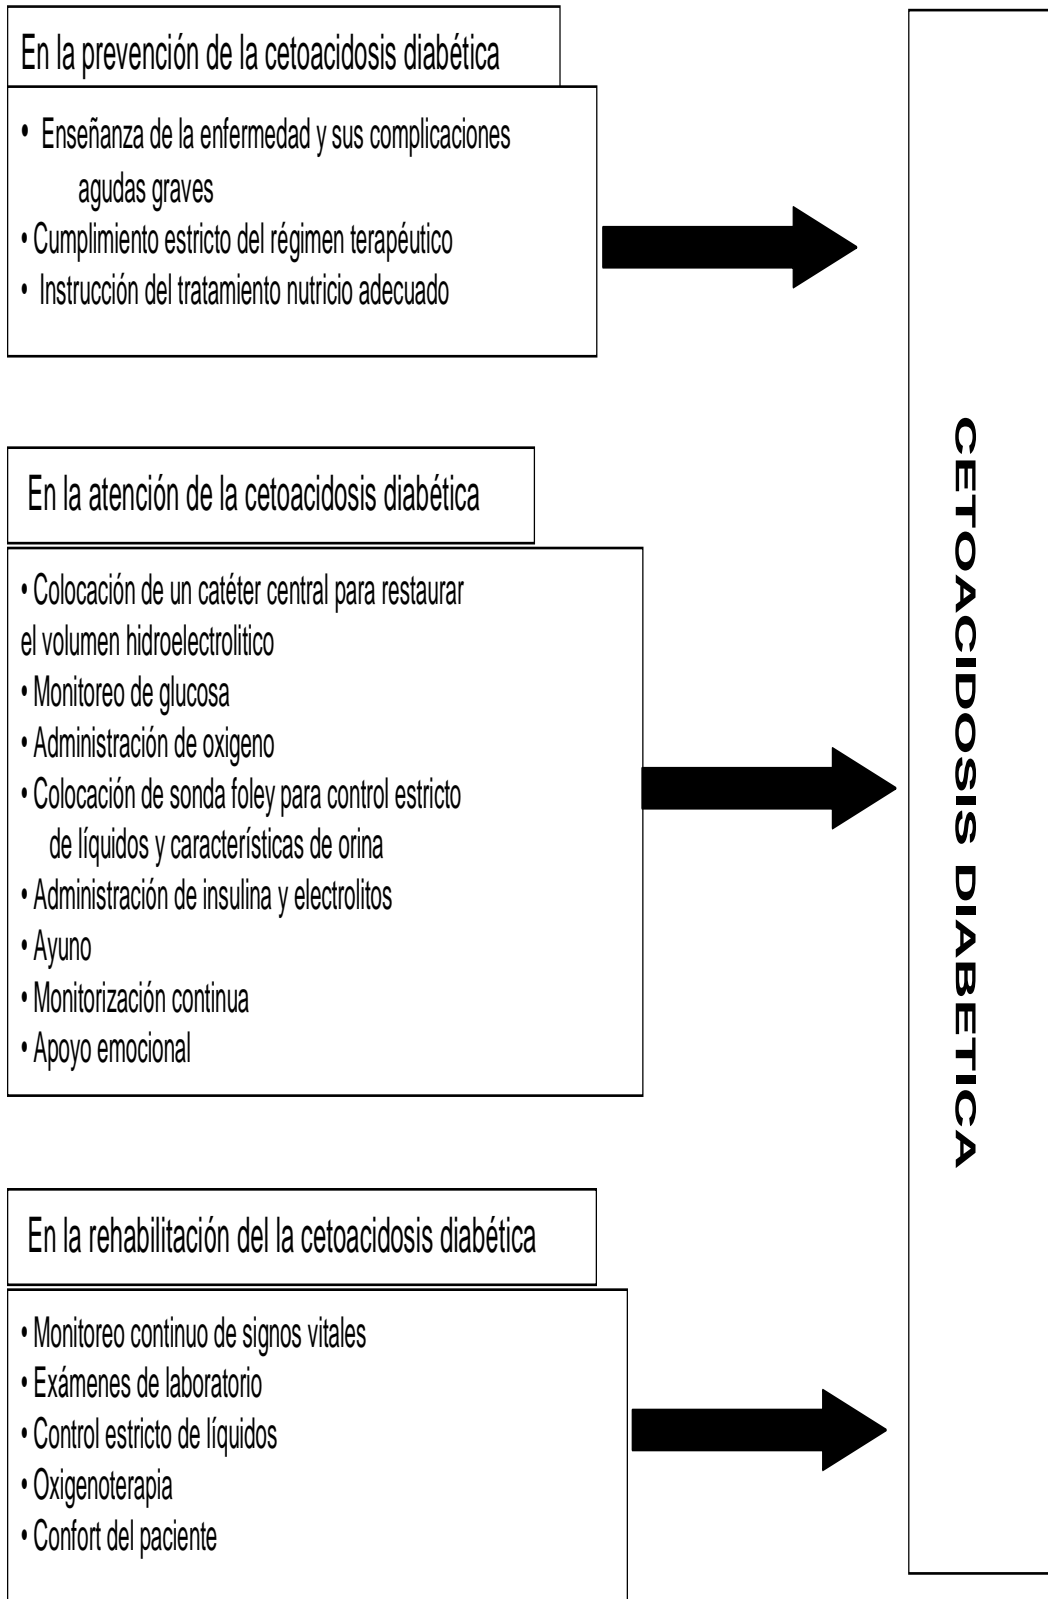 En la prevención de la cetoacidosis diabética
• Enseñanza de la enfermedad y sus complicaciones
agudas graves
• Cumplimiento estricto del régimen terapéutico
• Instrucción del tratamiento nutricio adecuado
En la atención de la cetoacidosis diabética
• Colocación de un catéter central para restaurar
el volumen hidroelectrolitico
• Monitoreo de glucosa
• Administración de oxigeno
• Colocación de sonda foley para control estricto
de líquidos y características de orina
• Administración de insulina y electrolitos
• Ayuno
• Monitorización continua
• Apoyo emocional
En la rehabilitación del la cetoacidosis diabética
• Monitoreo continuo de signos vitales
• Exámenes de laboratorio
• Control estricto de líquidos
• Oxigenoterapia
• Confort del paciente
CETOACIDOSIS DIABETICA